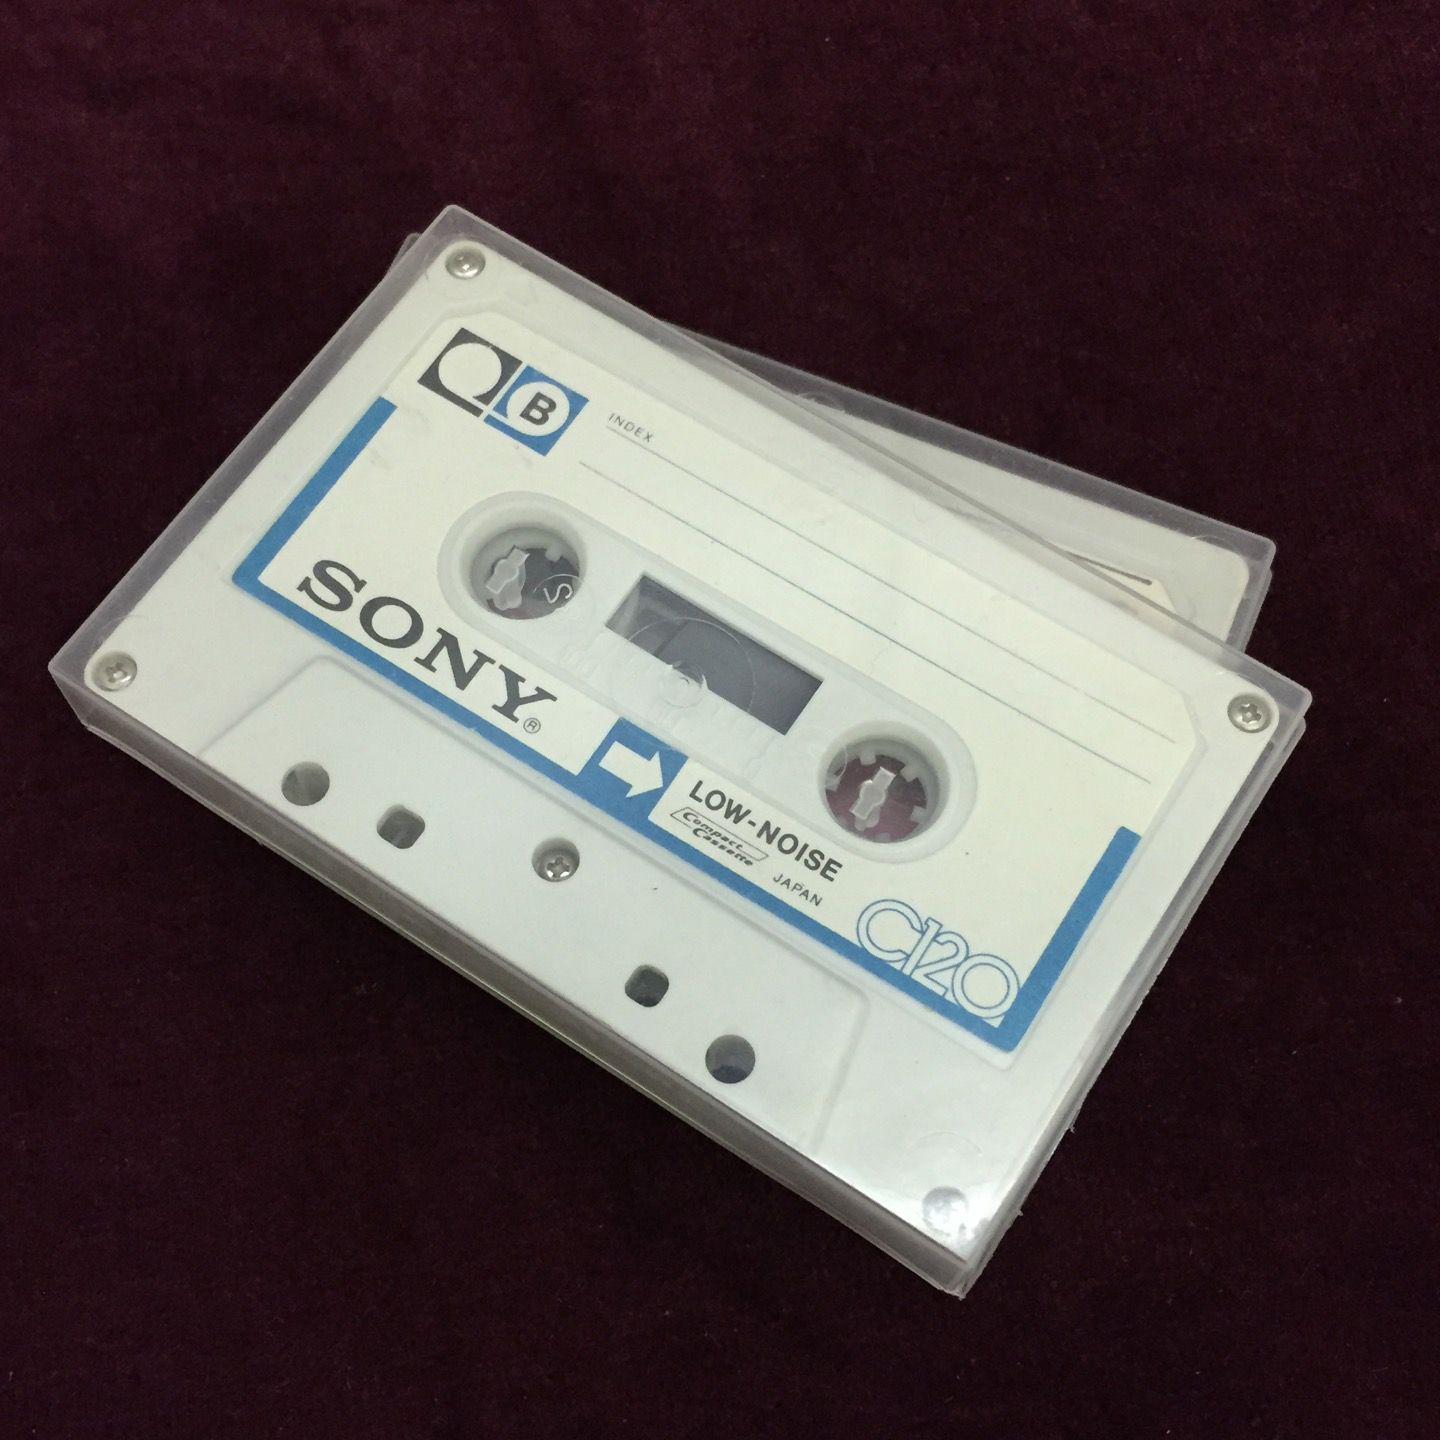 B
INDEX
SONY®
LOW-NOISE
Compact
Cassette
JAPAN
C120